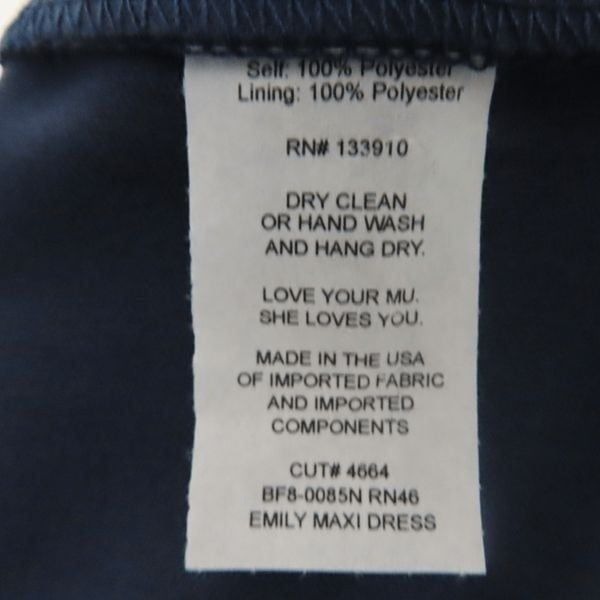 Self: 100% Polyester
Lining: 100% Polyester
RN# 133910
DRY CLEAN
OR HAND WASH
AND HANG DRY.
LOVE YOUR MU.
SHE LOVES YOU.
MADE IN THE USA
OF IMPORTED FABRIC
AND IMPORTED
COMPONENTS
CUT# 4664
BF8-0085N RN46
EMILY MAXI DRESS